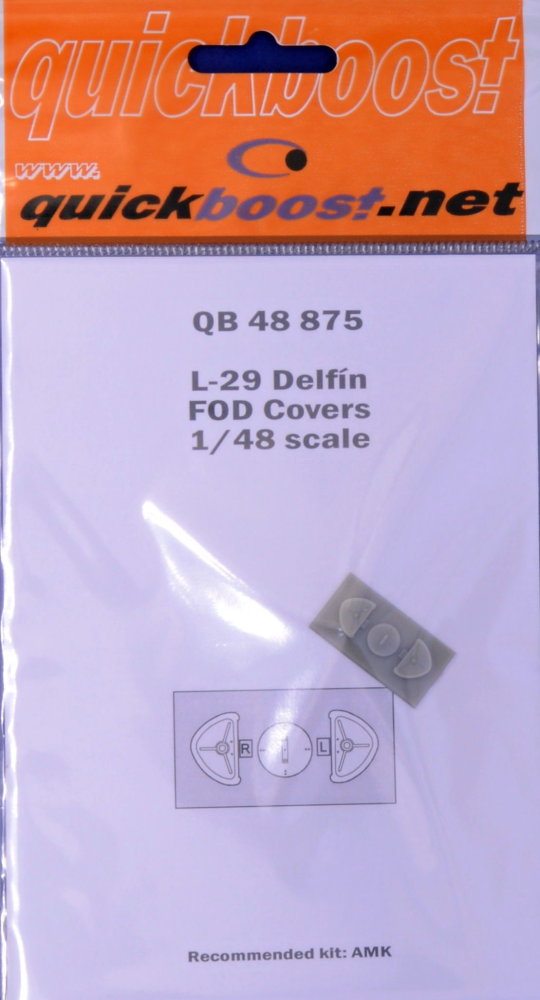 quickboost
www.
quickboost.net
QB 48 875
L-29 Delfín
FOD Covers
1/48 scale
R L
Recommended kit: AMK